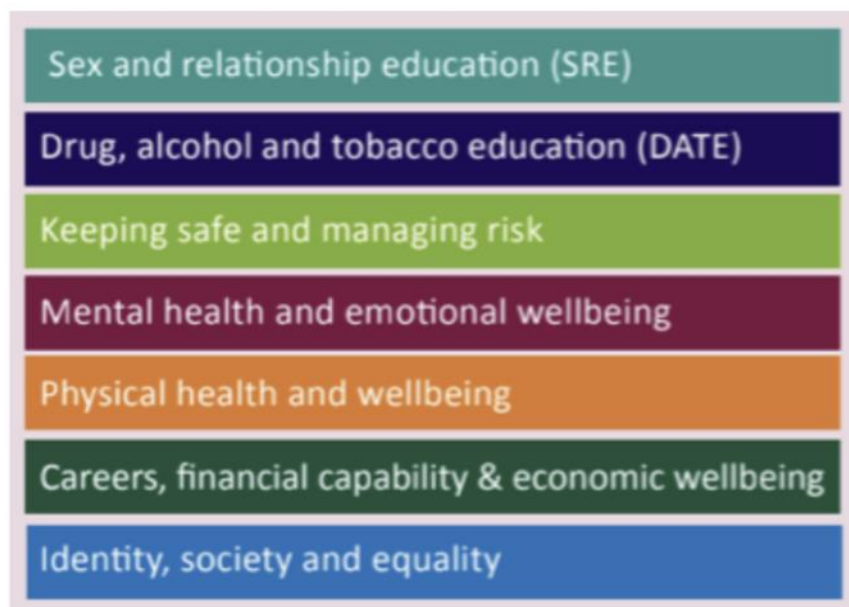 Sex and relationship education (SRE)
Drug, alcohol and tobacco education (DATE)
Keeping safe and managing risk
Mental health and emotional wellbeing
Physical health and wellbeing
Careers, financial capability & economic wellbeing
Identity, society and equality